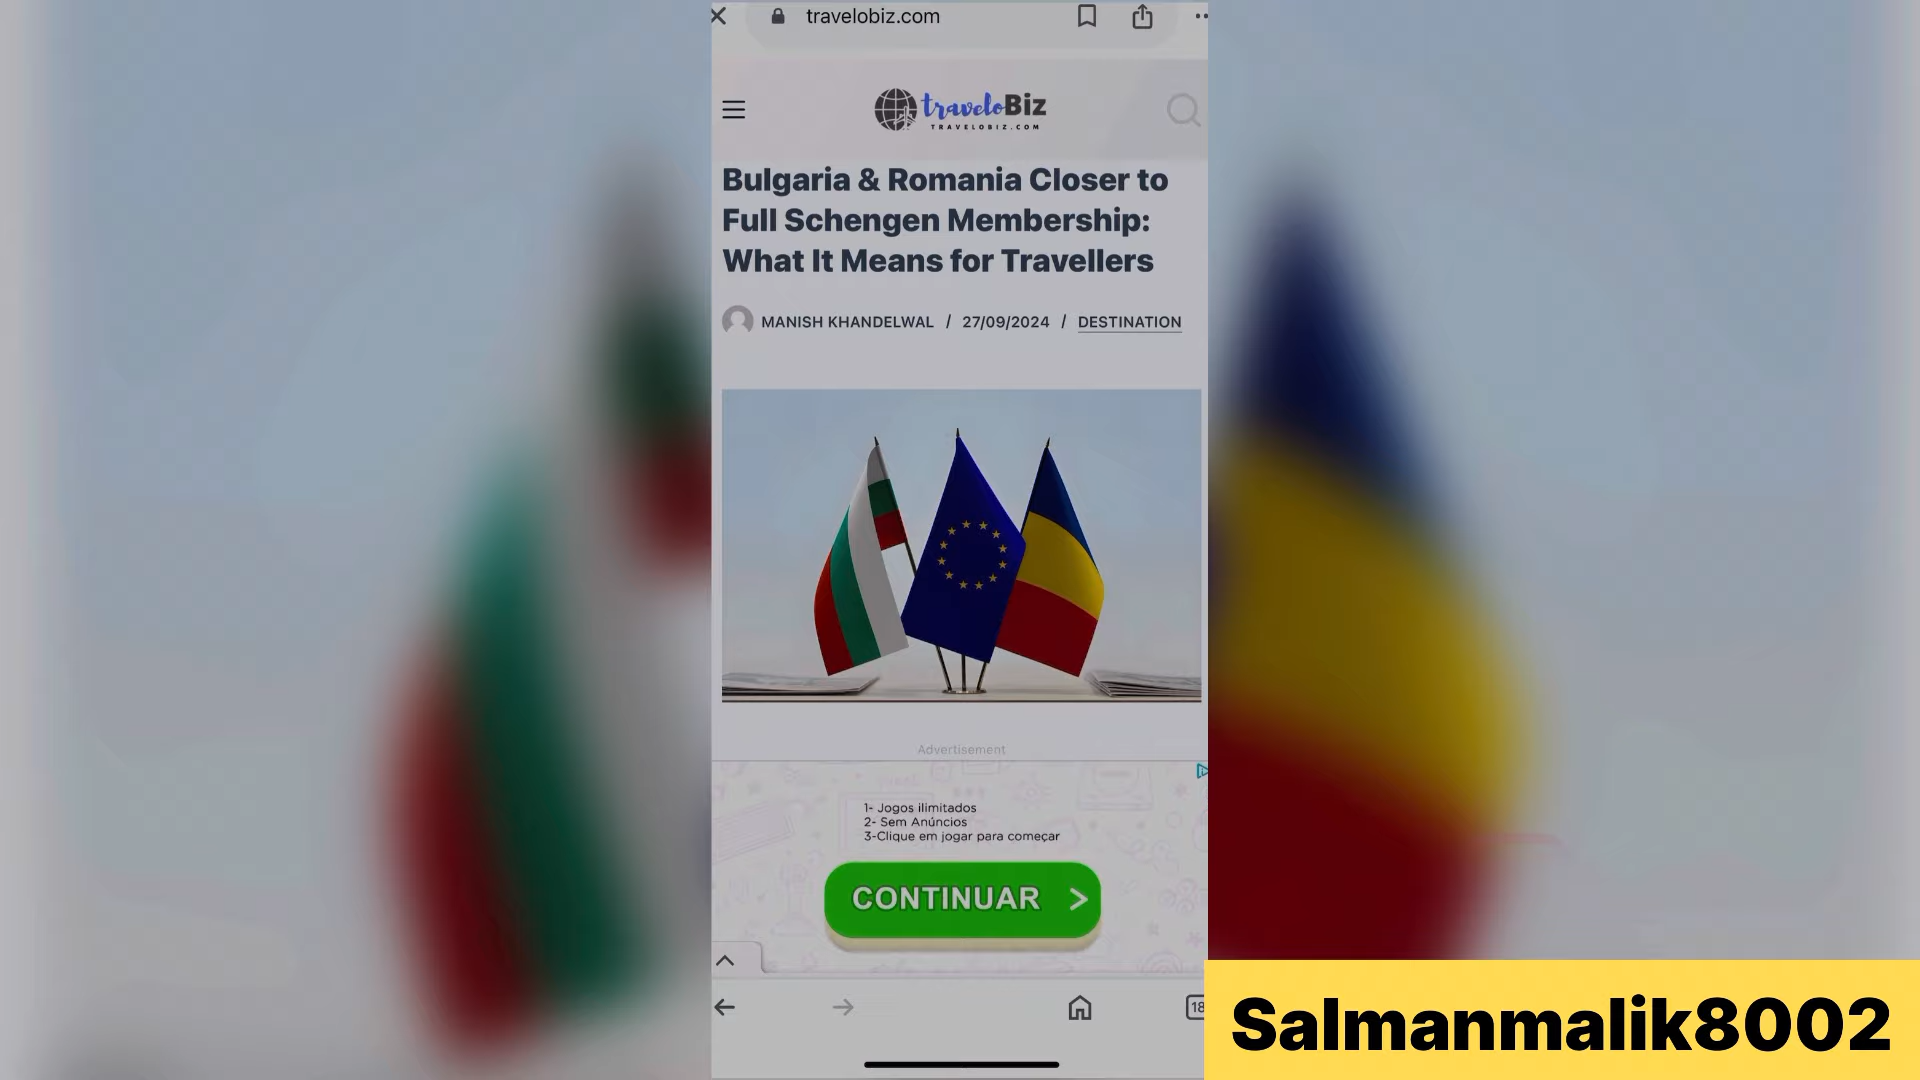 travelobiz.com
traveloBiz
TRAVELOBIZ.COM
Bulgaria & Romania Closer to
Full Schengen Membership:
What It Means for Travellers
MANISH KHANDELWAL / 27/09/2024 / DESTINATION
Advertisement
1- Jogos ilimitados
2- Sem Anúncios
3-Clique em jogar para começar
CONTINUAR >
18
Salmanmalik8002